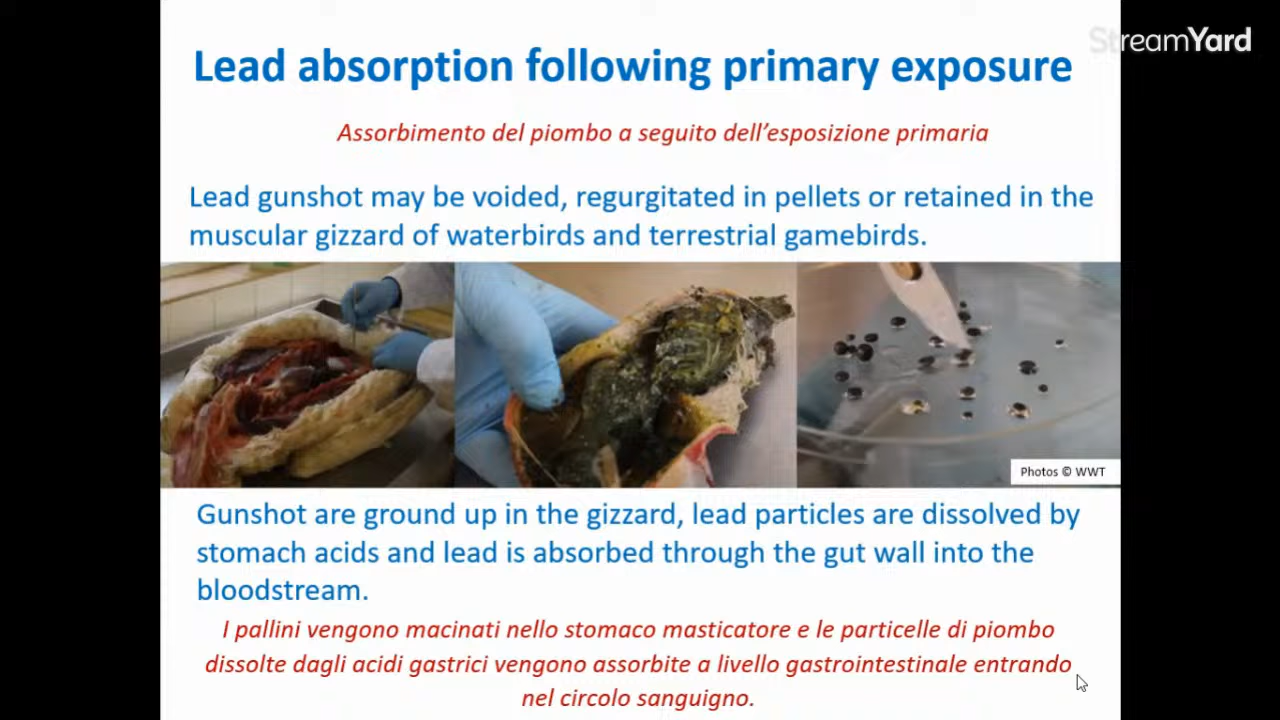 StreamYard
Lead absorption following primary exposure
Assorbimento del piombo a seguito dell'esposizione primaria
Lead gunshot may be voided, regurgitated in pellets or retained in the
muscular gizzard of waterbirds and terrestrial gamebirds.
Photos © WWT
Gunshot are ground up in the gizzard, lead particles are dissolved by
stomach acids and lead is absorbed through the gut wall into the
bloodstream.
I pallini vengono macinati nello stomaco masticatore e le particelle di piombo
dissolte dagli acidi gastrici vengono assorbite a livello gastrointestinale entrando
nel circolo sanguigno.